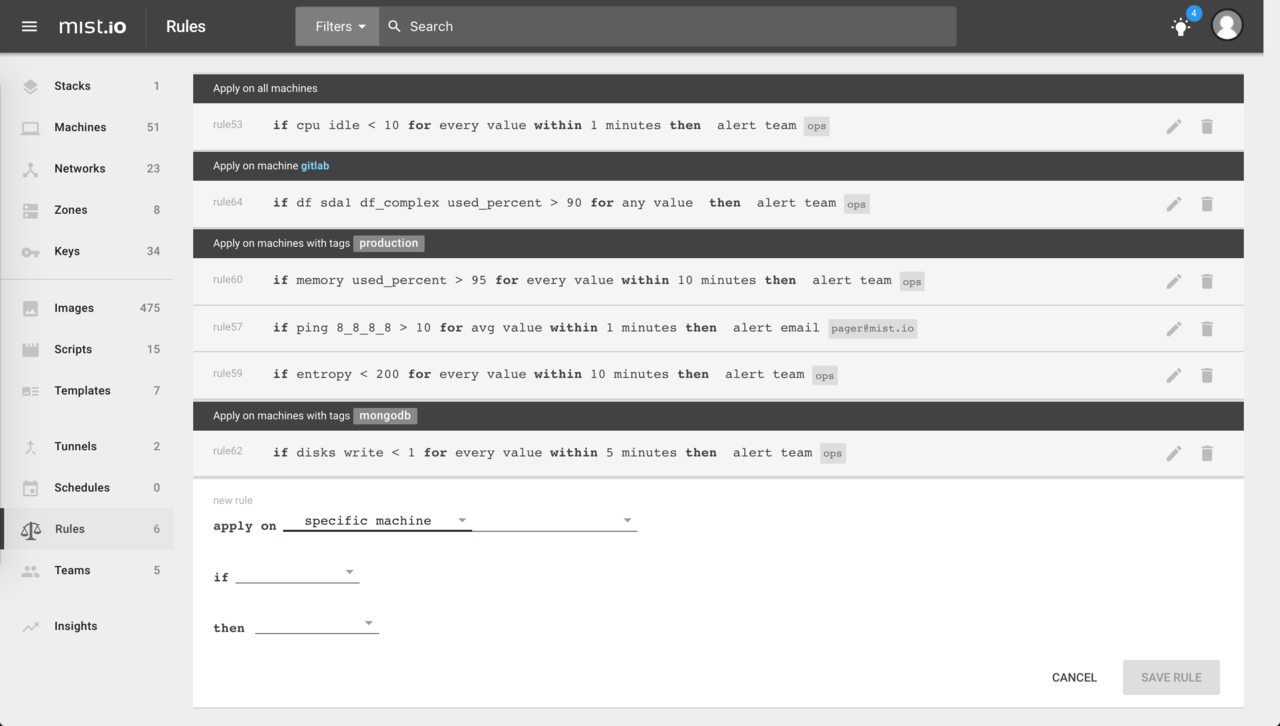 mist.io Rules Filters Search 4
Stacks 1
Machines 51
Networks 23
Zones 8
Keys 34
Images 475
Scripts 15
Templates 7
Tunnels 2
Schedules 0
Rules 6
Teams 5
Insights
Apply on all machines
rule53 if cpu idle < 10 for every value within 1 minutes then alert team ops
Apply on machine gitlab
rule64 if df sda1 df_complex used_percent > 90 for any value then alert team ops
Apply on machines with tags production
rule60 if memory used_percent > 95 for every value within 10 minutes then alert team ops
rule57 if ping 8_8_8_8 > 10 for avg value within 1 minutes then alert email pager@mist.io
rule59 if entropy < 200 for every value within 10 minutes then alert team ops
Apply on machines with tags mongodb
rule62 if disks write < 1 for every value within 5 minutes then alert team ops
new rule
apply on specific machine
if
then
CANCEL SAVE RULE